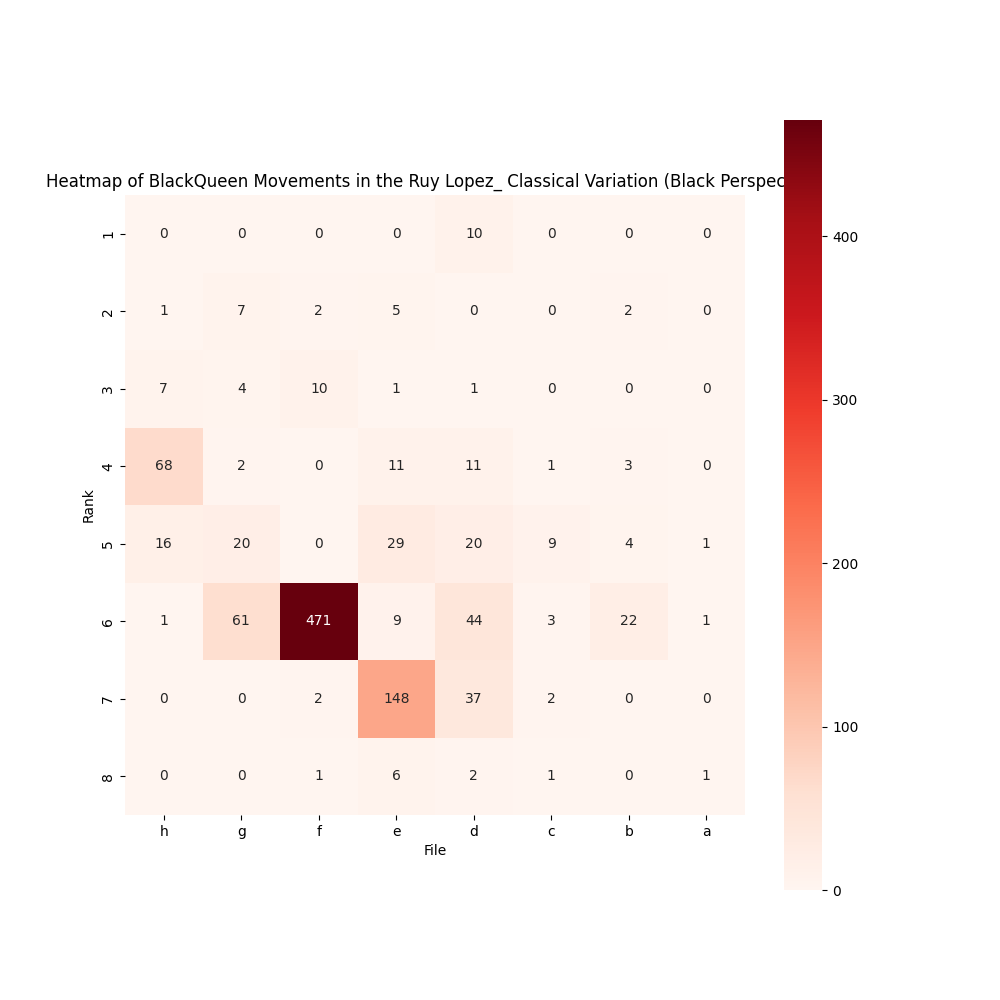 Heatmap of BlackQueen Movements in the Ruy Lopez_ Classical Variation (Black Perspec
1 0 0 0 0 10 0 0 0
2 1 7 2 5 0 0 2 0
3 7 4 10 1 1 0 0 0
4 68 2 0 11 11 1 3 0
5 16 20 0 29 20 9 4 1
6 1 61 471 9 44 3 22 1
7 0 0 2 148 37 2 0 0
8 0 0 1 6 2 1 0 1
h g f e d c b a
Rank
File
400
300
200
100
0